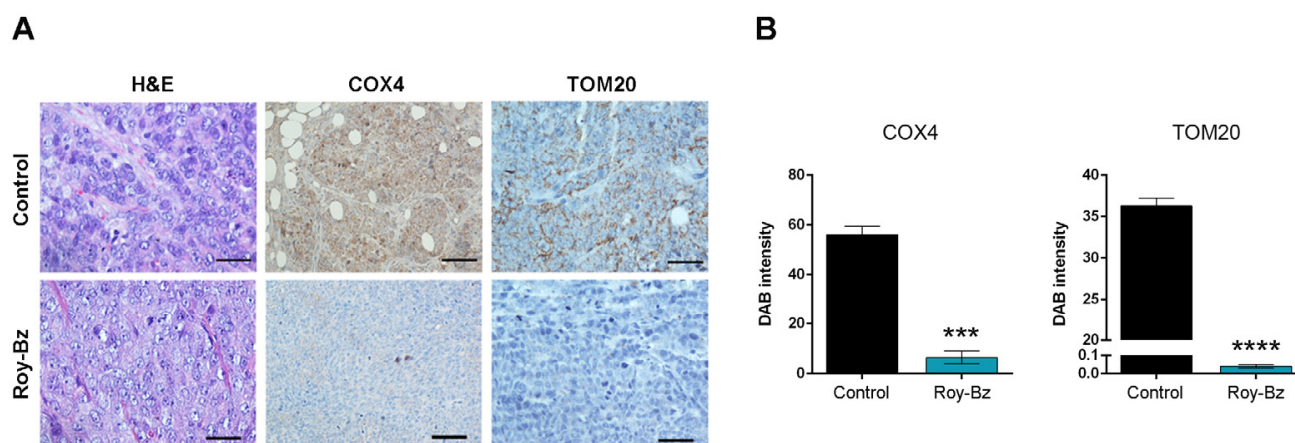 A
H&E COX4 TOM20
Control
Roy-Bz
B
COX4
DAB intensity
80
60
40
20
0
***
Control Roy-Bz
TOM20
DAB intensity
40
35
30
25
20
0.1
0.0
****
Control Roy-Bz